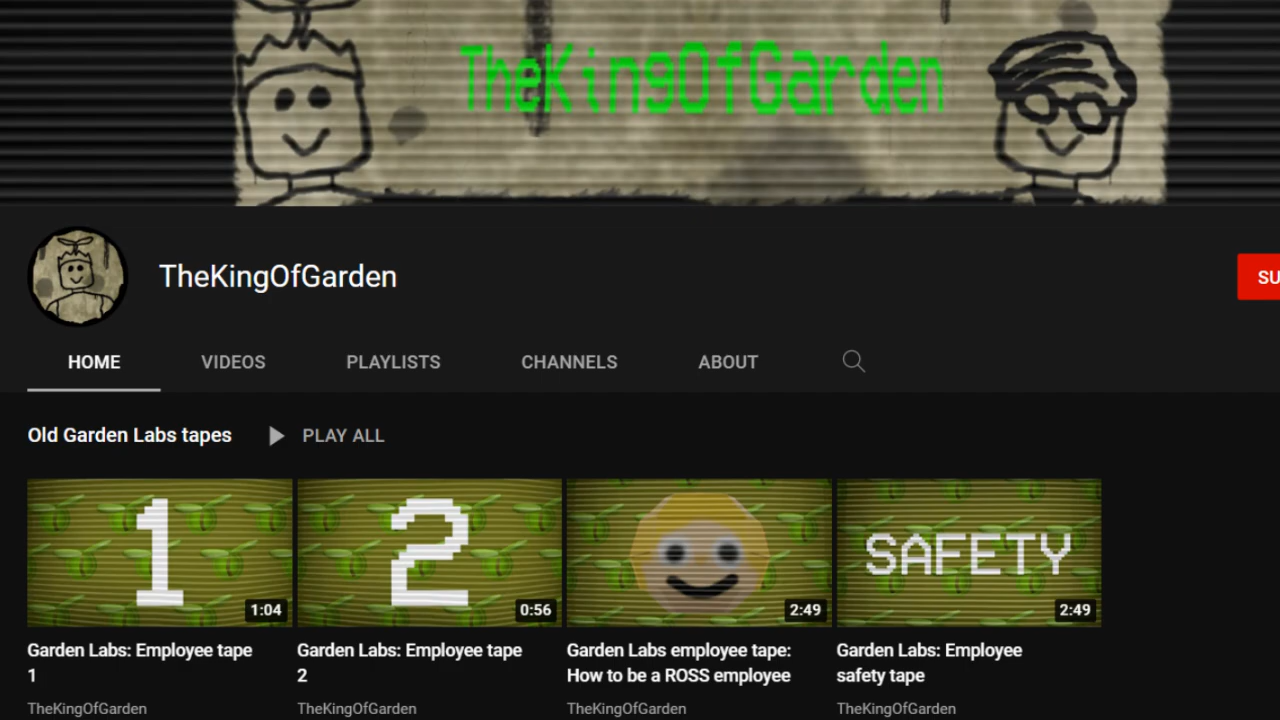 TheKingOfGarden
TheKingOfGarden
SU
HOME VIDEOS PLAYLISTS CHANNELS ABOUT
Old Garden Labs tapes PLAY ALL
1 2 SAFETY
1:04 0:56 2:49 2:49
Garden Labs: Employee tape
1
TheKingOfGarden
Garden Labs: Employee tape
2
TheKingOfGarden
Garden Labs employee tape:
How to be a ROSS employee
TheKingOfGarden
Garden Labs: Employee
safety tape
TheKingOfGarden